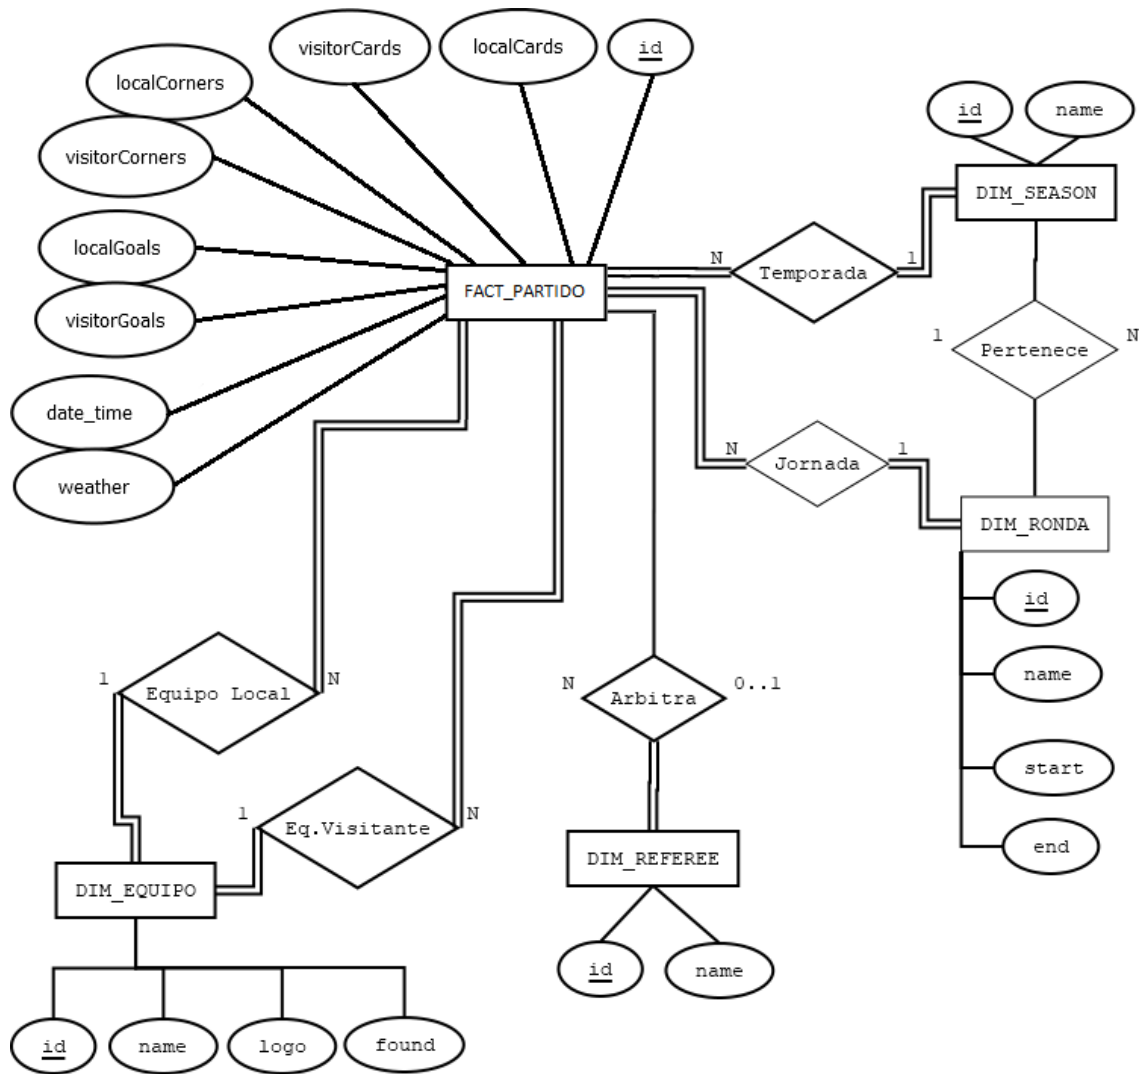 visitorCards
localCards
id
localCorners
visitorCorners
localGoals
visitorGoals
date_time
weather
FACT_PARTIDO
id
name
DIM_SEASON
N
Temporada
1
1
Pertenece
N
N
Jornada
1
DIM_RONDA
id
name
start
end
1
Equipo Local
N
1
Eq.Visitante
N
N
Arbitra
0..1
DIM_EQUIPO
id
name
logo
found
DIM_REFEREE
id
name